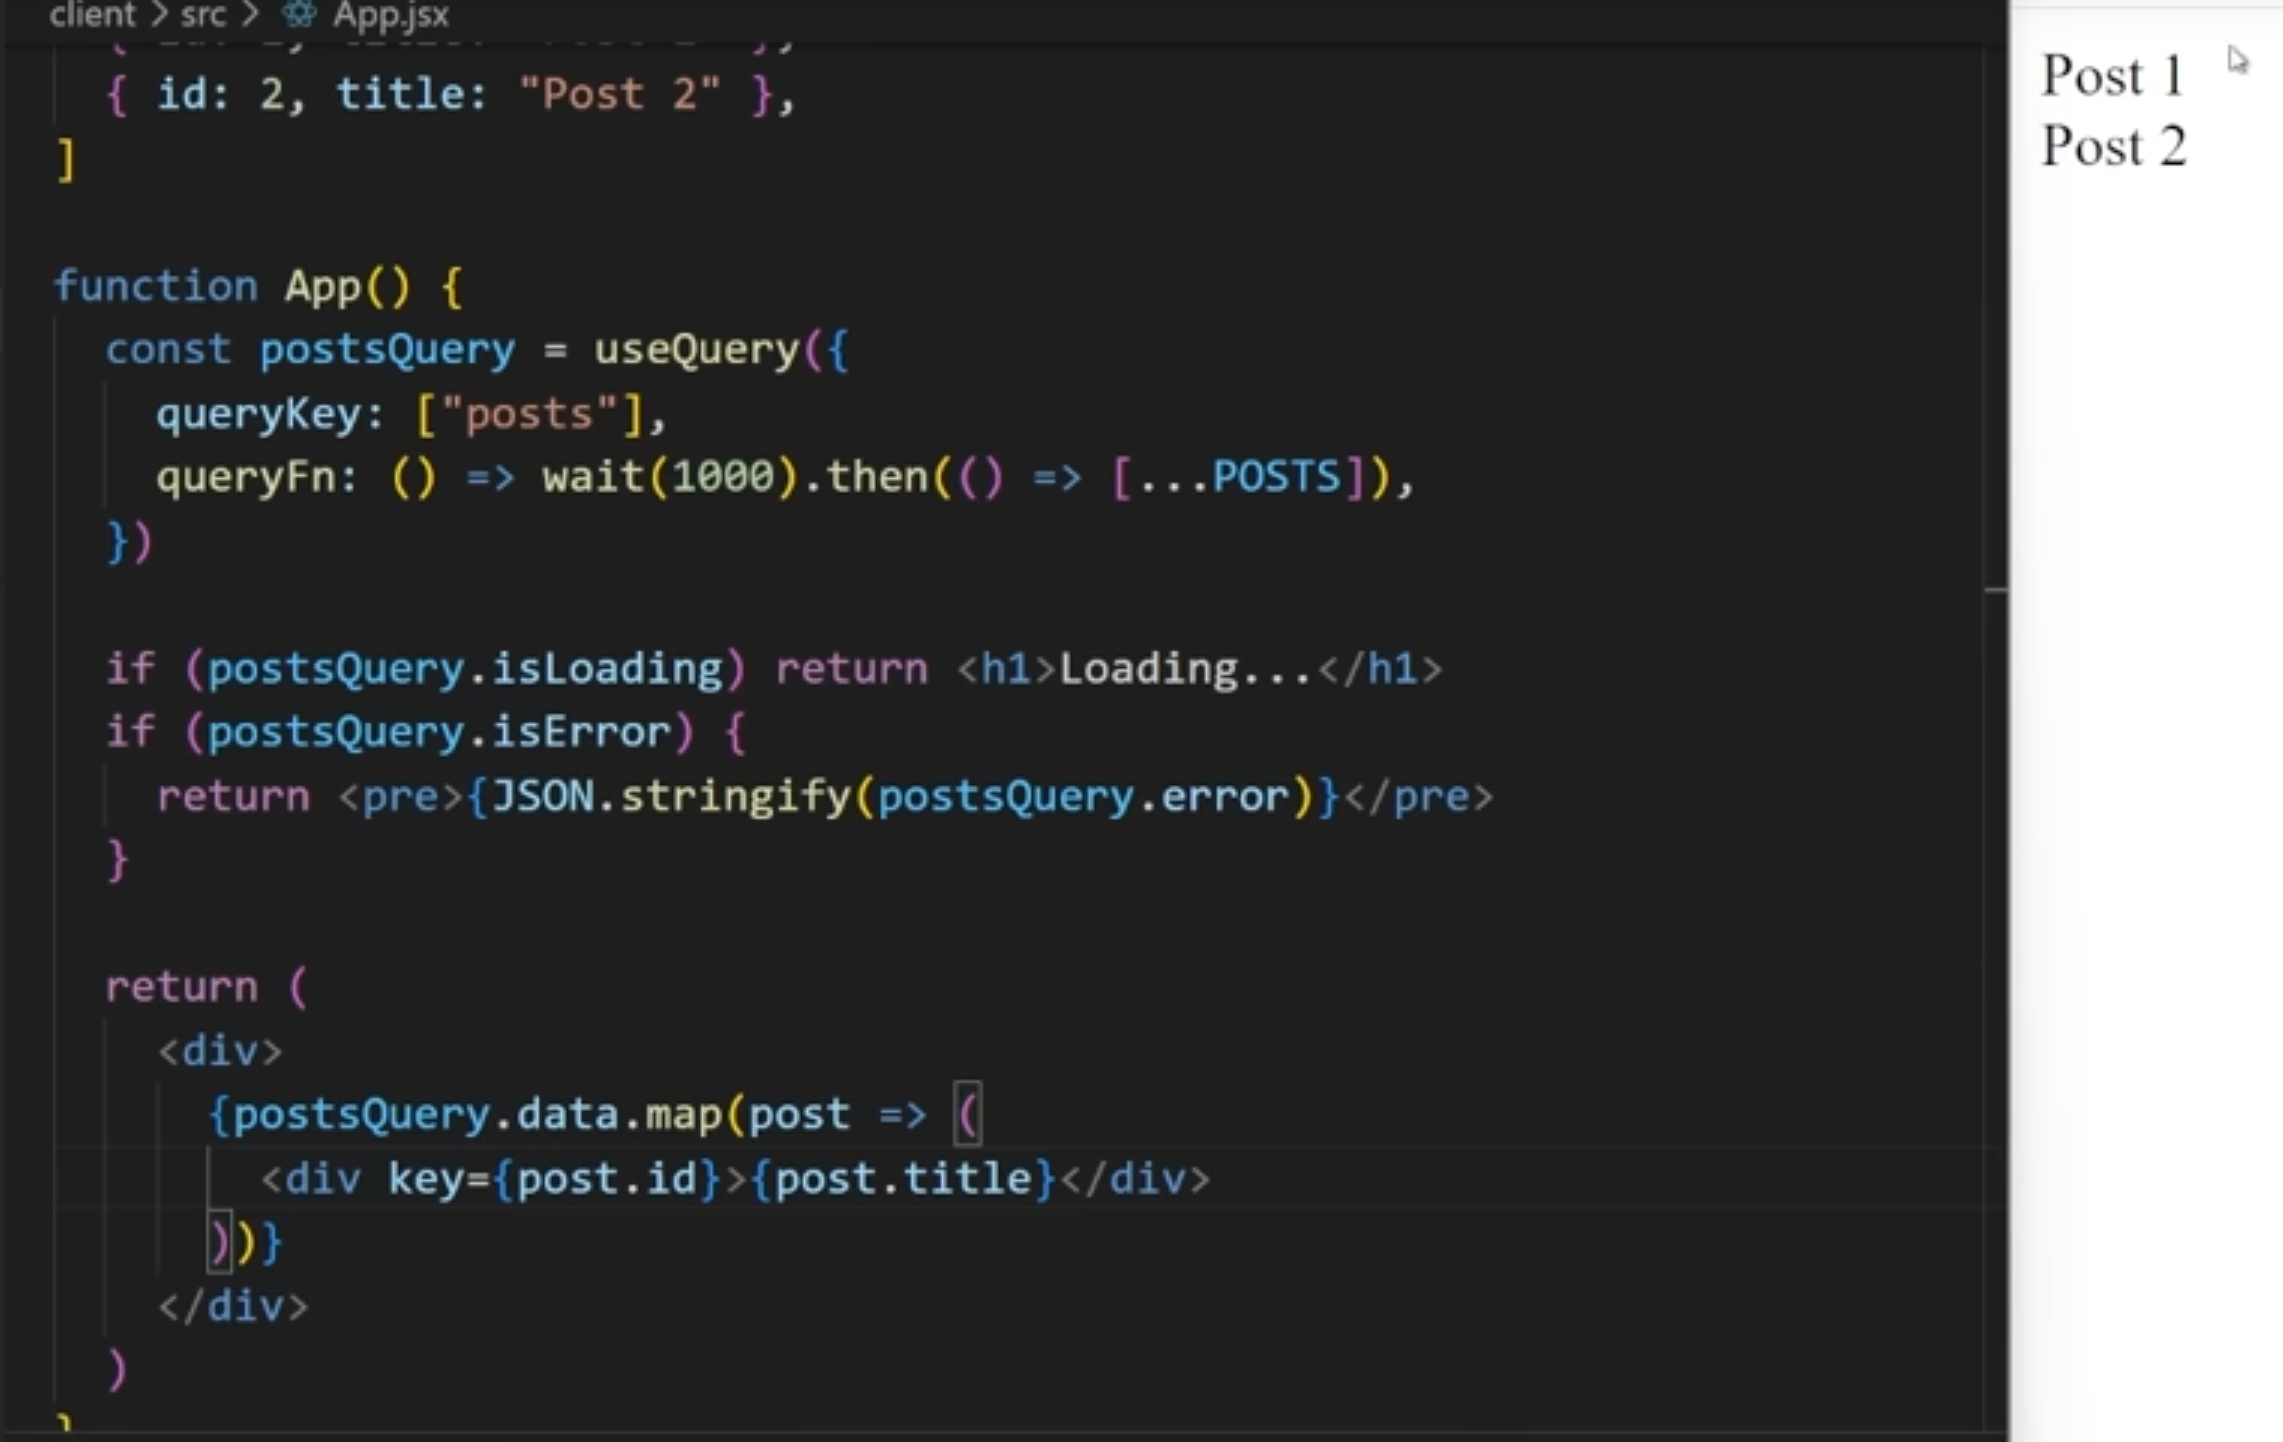 client > src > App.jsx
{ id: 2, title: "Post 2" },
]
function App() {
const postsQuery = useQuery({
queryKey: ["posts"],
queryFn: () => wait(1000).then(() => [...POSTS]),
})
if (postsQuery.isLoading) return <h1>Loading...</h1>
if (postsQuery.isError) {
return <pre>{JSON.stringify(postsQuery.error)}</pre>
}
return (
<div>
{postsQuery.data.map(post => (
<div key={post.id}>{post.title}</div>
))}
</div>
)
}
Post 1
Post 2